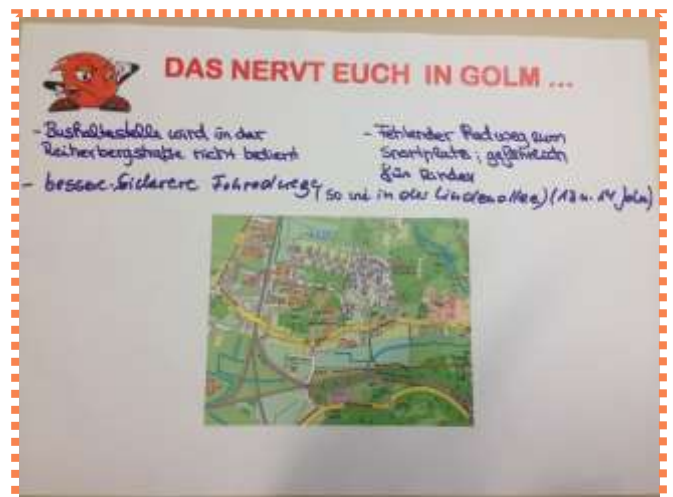 DAS NERVT EUCH IN GOLM ...
- Bushaltestelle wird in der
Reiherbergstraße nicht bedient
- Fehlender Radweg zum
Sportplatz; gefährlich
für Kinder
- bessere-sicherere Fahrradwege (so wie in der Lindenallee) (13 u. 14 Jahre)